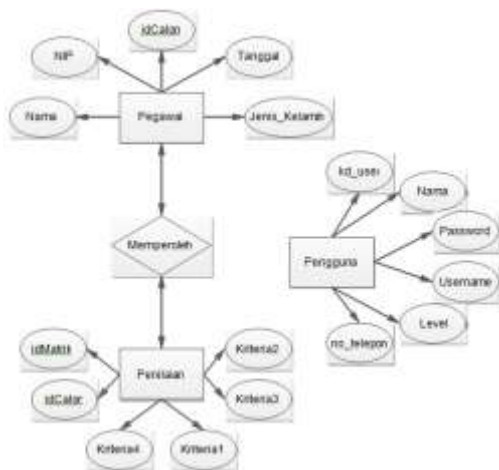 idCalon
NIP
Tanggal
Nama
Pegawai
Jenis_Kelamin
kd_user
Nama
Memperoleh
Password
Pengguna
Username
Level
no_telepon
Kriteria2
Penilaian
Kriteria3
idCalon
Kriteria4
Kriteria1